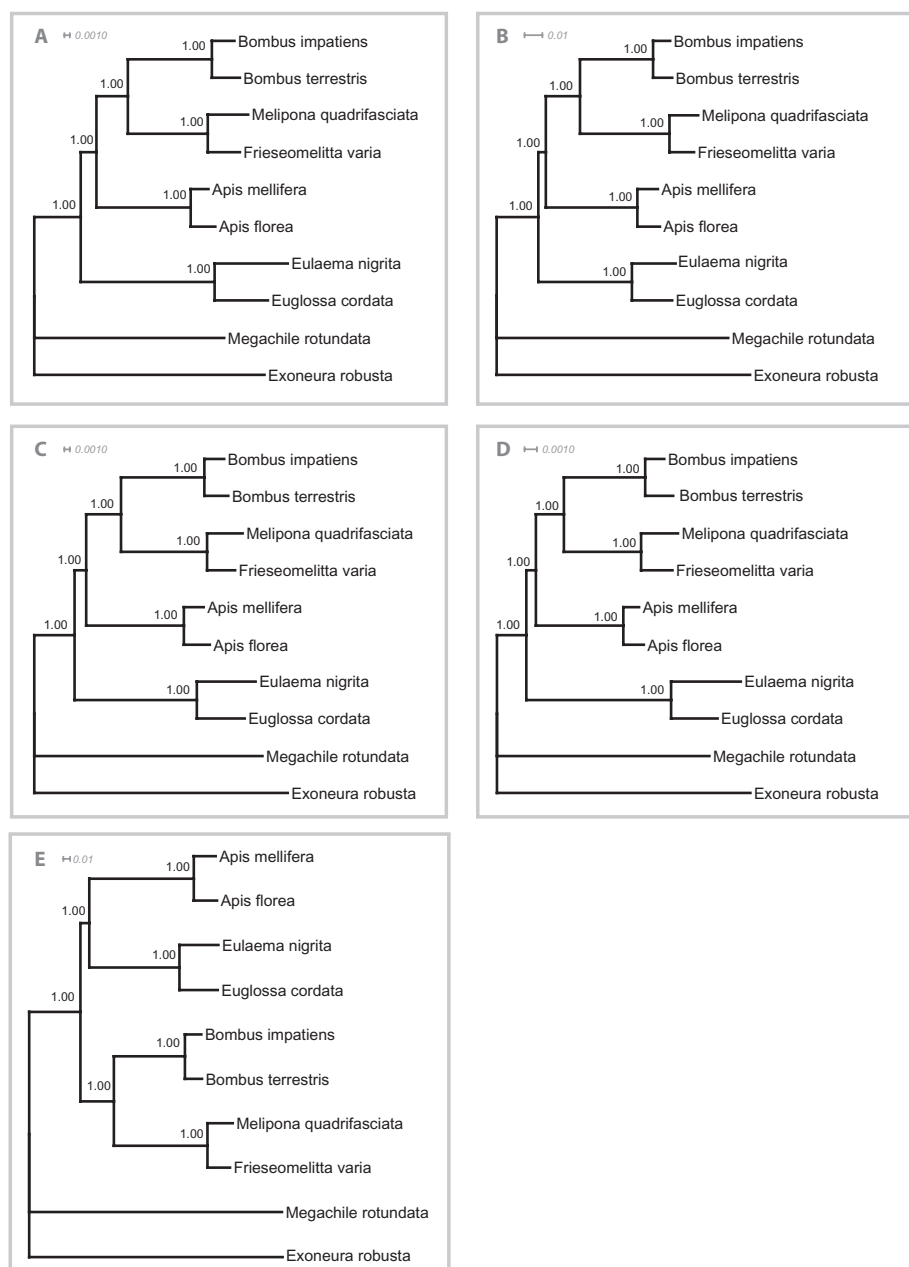 A 0.0010
1.00 Bombus impatiens
Bombus terrestris
1.00
1.00 Melipona quadrifasciata
Frieseomelitta varia
1.00
1.00 Apis mellifera
Apis florea
1.00
1.00 Eulaema nigrita
Euglossa cordata
Megachile rotundata
Exoneura robusta
B 0.01
1.00 Bombus impatiens
Bombus terrestris
1.00
1.00 Melipona quadrifasciata
Frieseomelitta varia
1.00
1.00 Apis mellifera
Apis florea
1.00
1.00 Eulaema nigrita
Euglossa cordata
Megachile rotundata
Exoneura robusta
C 0.0010
1.00 Bombus impatiens
Bombus terrestris
1.00
1.00 Melipona quadrifasciata
Frieseomelitta varia
1.00
1.00 Apis mellifera
Apis florea
1.00
1.00 Eulaema nigrita
Euglossa cordata
Megachile rotundata
Exoneura robusta
D 0.0010
1.00 Bombus impatiens
Bombus terrestris
1.00
1.00 Melipona quadrifasciata
Frieseomelitta varia
1.00
1.00 Apis mellifera
Apis florea
1.00
1.00 Eulaema nigrita
Euglossa cordata
Megachile rotundata
Exoneura robusta
E 0.01
1.00 Apis mellifera
Apis florea
1.00
1.00 Eulaema nigrita
Euglossa cordata
1.00
1.00 Bombus impatiens
Bombus terrestris
1.00
1.00 Melipona quadrifasciata
Frieseomelitta varia
Megachile rotundata
Exoneura robusta